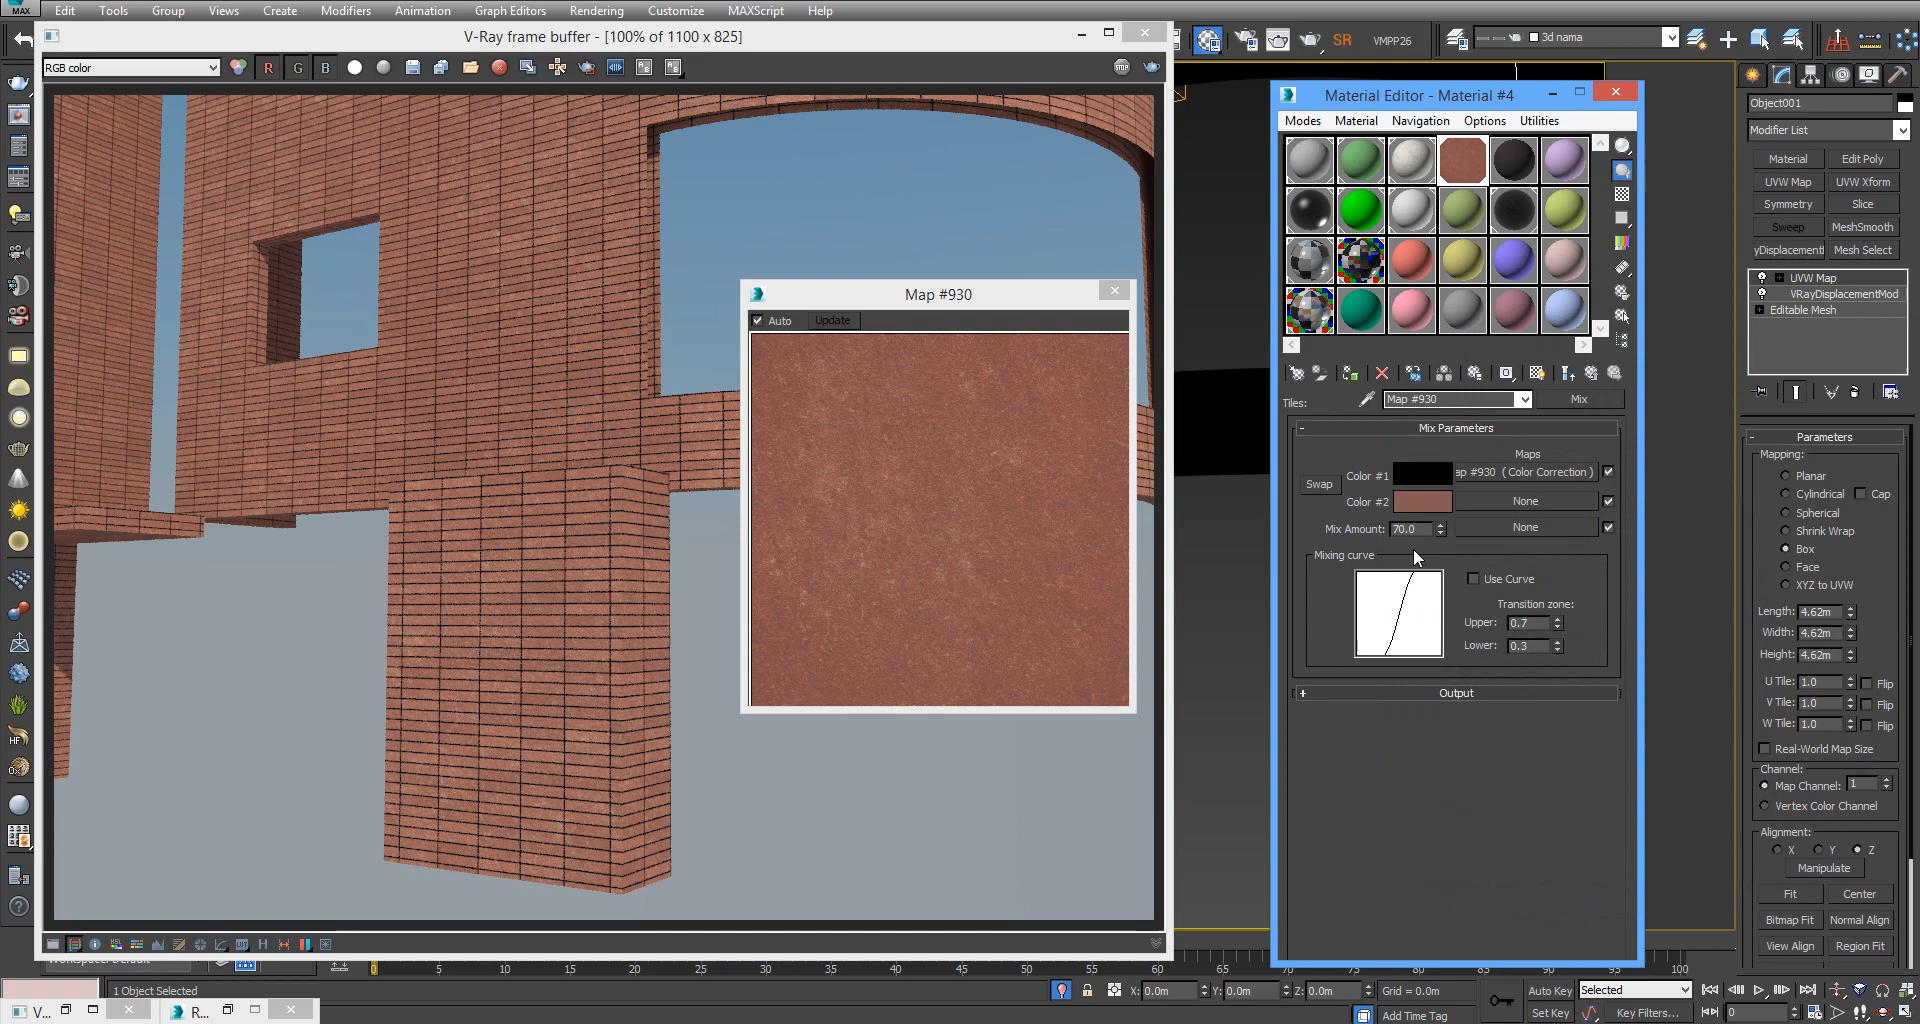 MAX
Edit Tools Group Views Create Modifiers Animation Graph Editors Rendering Customize MAXScript Help
V-Ray frame buffer - [100% of 1100 x 825]
SR VMPP26 3d nama
RGB color
R G B
STOP
Map #930
Auto Update
Material Editor - Material #4
Modes Material Navigation Options Utilities
Tiles: Map #930 Mix
- Mix Parameters
Maps
Swap Color #1 ap #930 ( Color Correction )
Color #2 None
Mix Amount: 70.0 None
Mixing curve
Use Curve
Transition zone:
Upper: 0.7
Lower: 0.3
+ Output
Object001
Modifier List
Material Edit Poly
UVW Map UVW Xform
Symmetry Slice
Sweep MeshSmooth
yDisplacementl Mesh Select
UVW Map
VRayDisplacementMod
Editable Mesh
- Parameters
Mapping:
Planar
Cylindrical Cap
Spherical
Shrink Wrap
Box
Face
XYZ to UVW
Length: 4.62m
Width: 4.62m
Height: 4.62m
U Tile: 1.0 Flip
V Tile: 1.0 Flip
W Tile: 1.0 Flip
Real-World Map Size
Channel:
Map Channel: 1
Vertex Color Channel
Alignment:
X Y Z
Manipulate
Fit Center
Bitmap Fit Normal Align
View Align Region Fit
HF
H
0 5 10 15 20 25 30 35 40 45 50 55 60 65 70 75 80 85 90 95 100
1 Object Selected X: 0.0m Y: 0.0m Z: 0.0m Grid = 0.0m Auto Key Selected
V... R... Add Time Tag Set Key Key Filters... 0